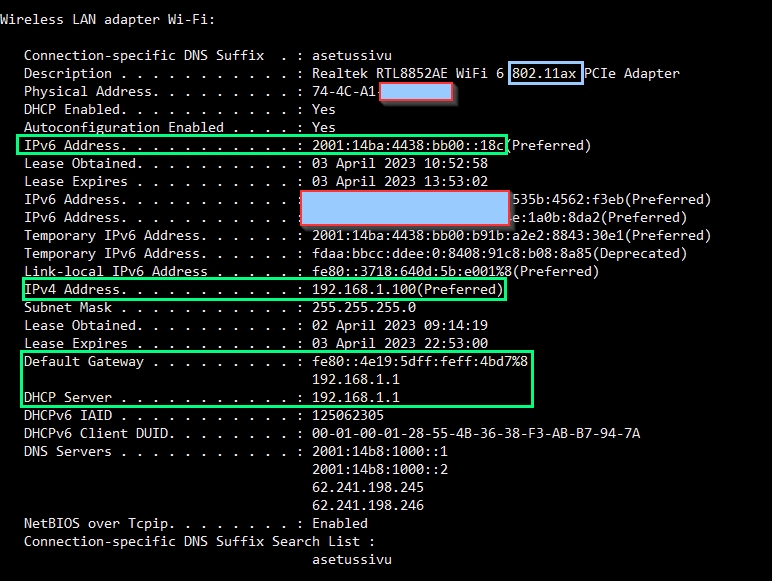 Wireless LAN adapter Wi-Fi:
Connection-specific DNS Suffix  . : asetussivu
Description . . . . . . . . . . . : Realtek RTL8852AE WiFi 6 802.11ax PCIe Adapter
Physical Address. . . . . . . . . : 74-4C-A1-
DHCP Enabled. . . . . . . . . . . : Yes
Autoconfiguration Enabled . . . . : Yes
IPv6 Address. . . . . . . . . . . : 2001:14ba:4438:bb00::18c(Preferred)
Lease Obtained. . . . . . . . . . : 03 April 2023 10:52:58
Lease Expires . . . . . . . . . . : 03 April 2023 13:53:02
IPv6 Address. . . . . . . . . . . : 535b:4562:f3eb(Preferred)
IPv6 Address. . . . . . . . . . . : e:1a0b:8da2(Preferred)
Temporary IPv6 Address. . . . . . : 2001:14ba:4438:bb00:b91b:a2e2:8843:30e1(Preferred)
Temporary IPv6 Address. . . . . . : fdaa:bbcc:ddee:0:8408:91c8:b08:8a85(Deprecated)
Link-local IPv6 Address . . . . . : fe80::3718:640d:5b:e001%8(Preferred)
IPv4 Address. . . . . . . . . . . : 192.168.1.100(Preferred)
Subnet Mask . . . . . . . . . . . : 255.255.255.0
Lease Obtained. . . . . . . . . . : 02 April 2023 09:14:19
Lease Expires . . . . . . . . . . : 03 April 2023 22:53:00
Default Gateway . . . . . . . . . : fe80::4e19:5dff:feff:4bd7%8
192.168.1.1
DHCP Server . . . . . . . . . . . : 192.168.1.1
DHCPv6 IAID . . . . . . . . . . . : 125062305
DHCPv6 Client DUID. . . . . . . . : 00-01-00-01-28-55-4B-36-38-F3-AB-B7-94-7A
DNS Servers . . . . . . . . . . . : 2001:14b8:1000::1
2001:14b8:1000::2
62.241.198.245
62.241.198.246
NetBIOS over Tcpip. . . . . . . . : Enabled
Connection-specific DNS Suffix Search List :
asetussivu